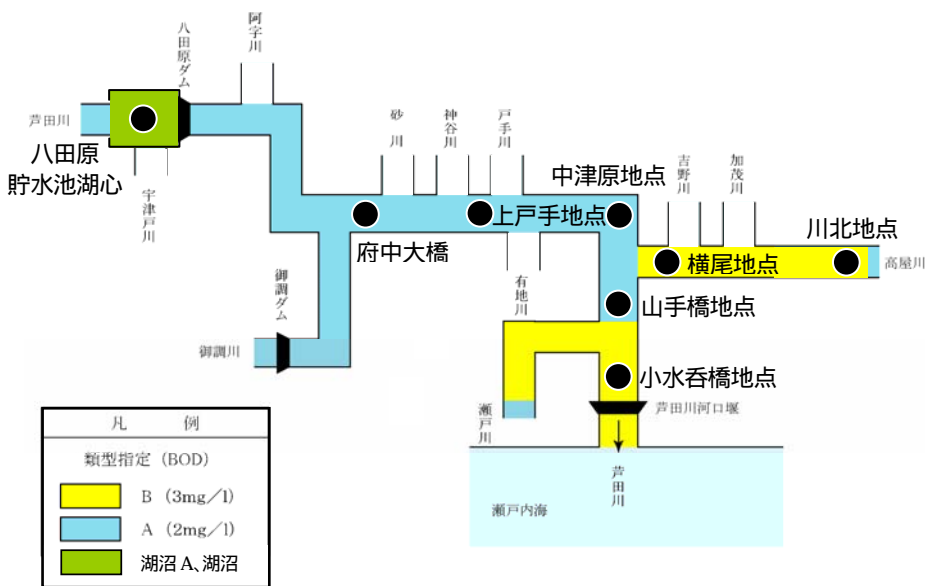 阿字川
八田原ダム
芦田川
八田原
貯水池湖心
宇津戸川
砂川
神谷川
戸手川
中津原地点
吉野川
加茂川
上戸手地点
川北地点
府中大橋
横尾地点
高屋川
有地川
御調ダム
山手橋地点
御調川
小水呑橋地点
芦田川河口堰
瀬戸川
芦田川
瀬戸内海
凡 例
類型指定 (BOD)
B (3mg/l)
A (2mg/l)
湖沼A、湖沼